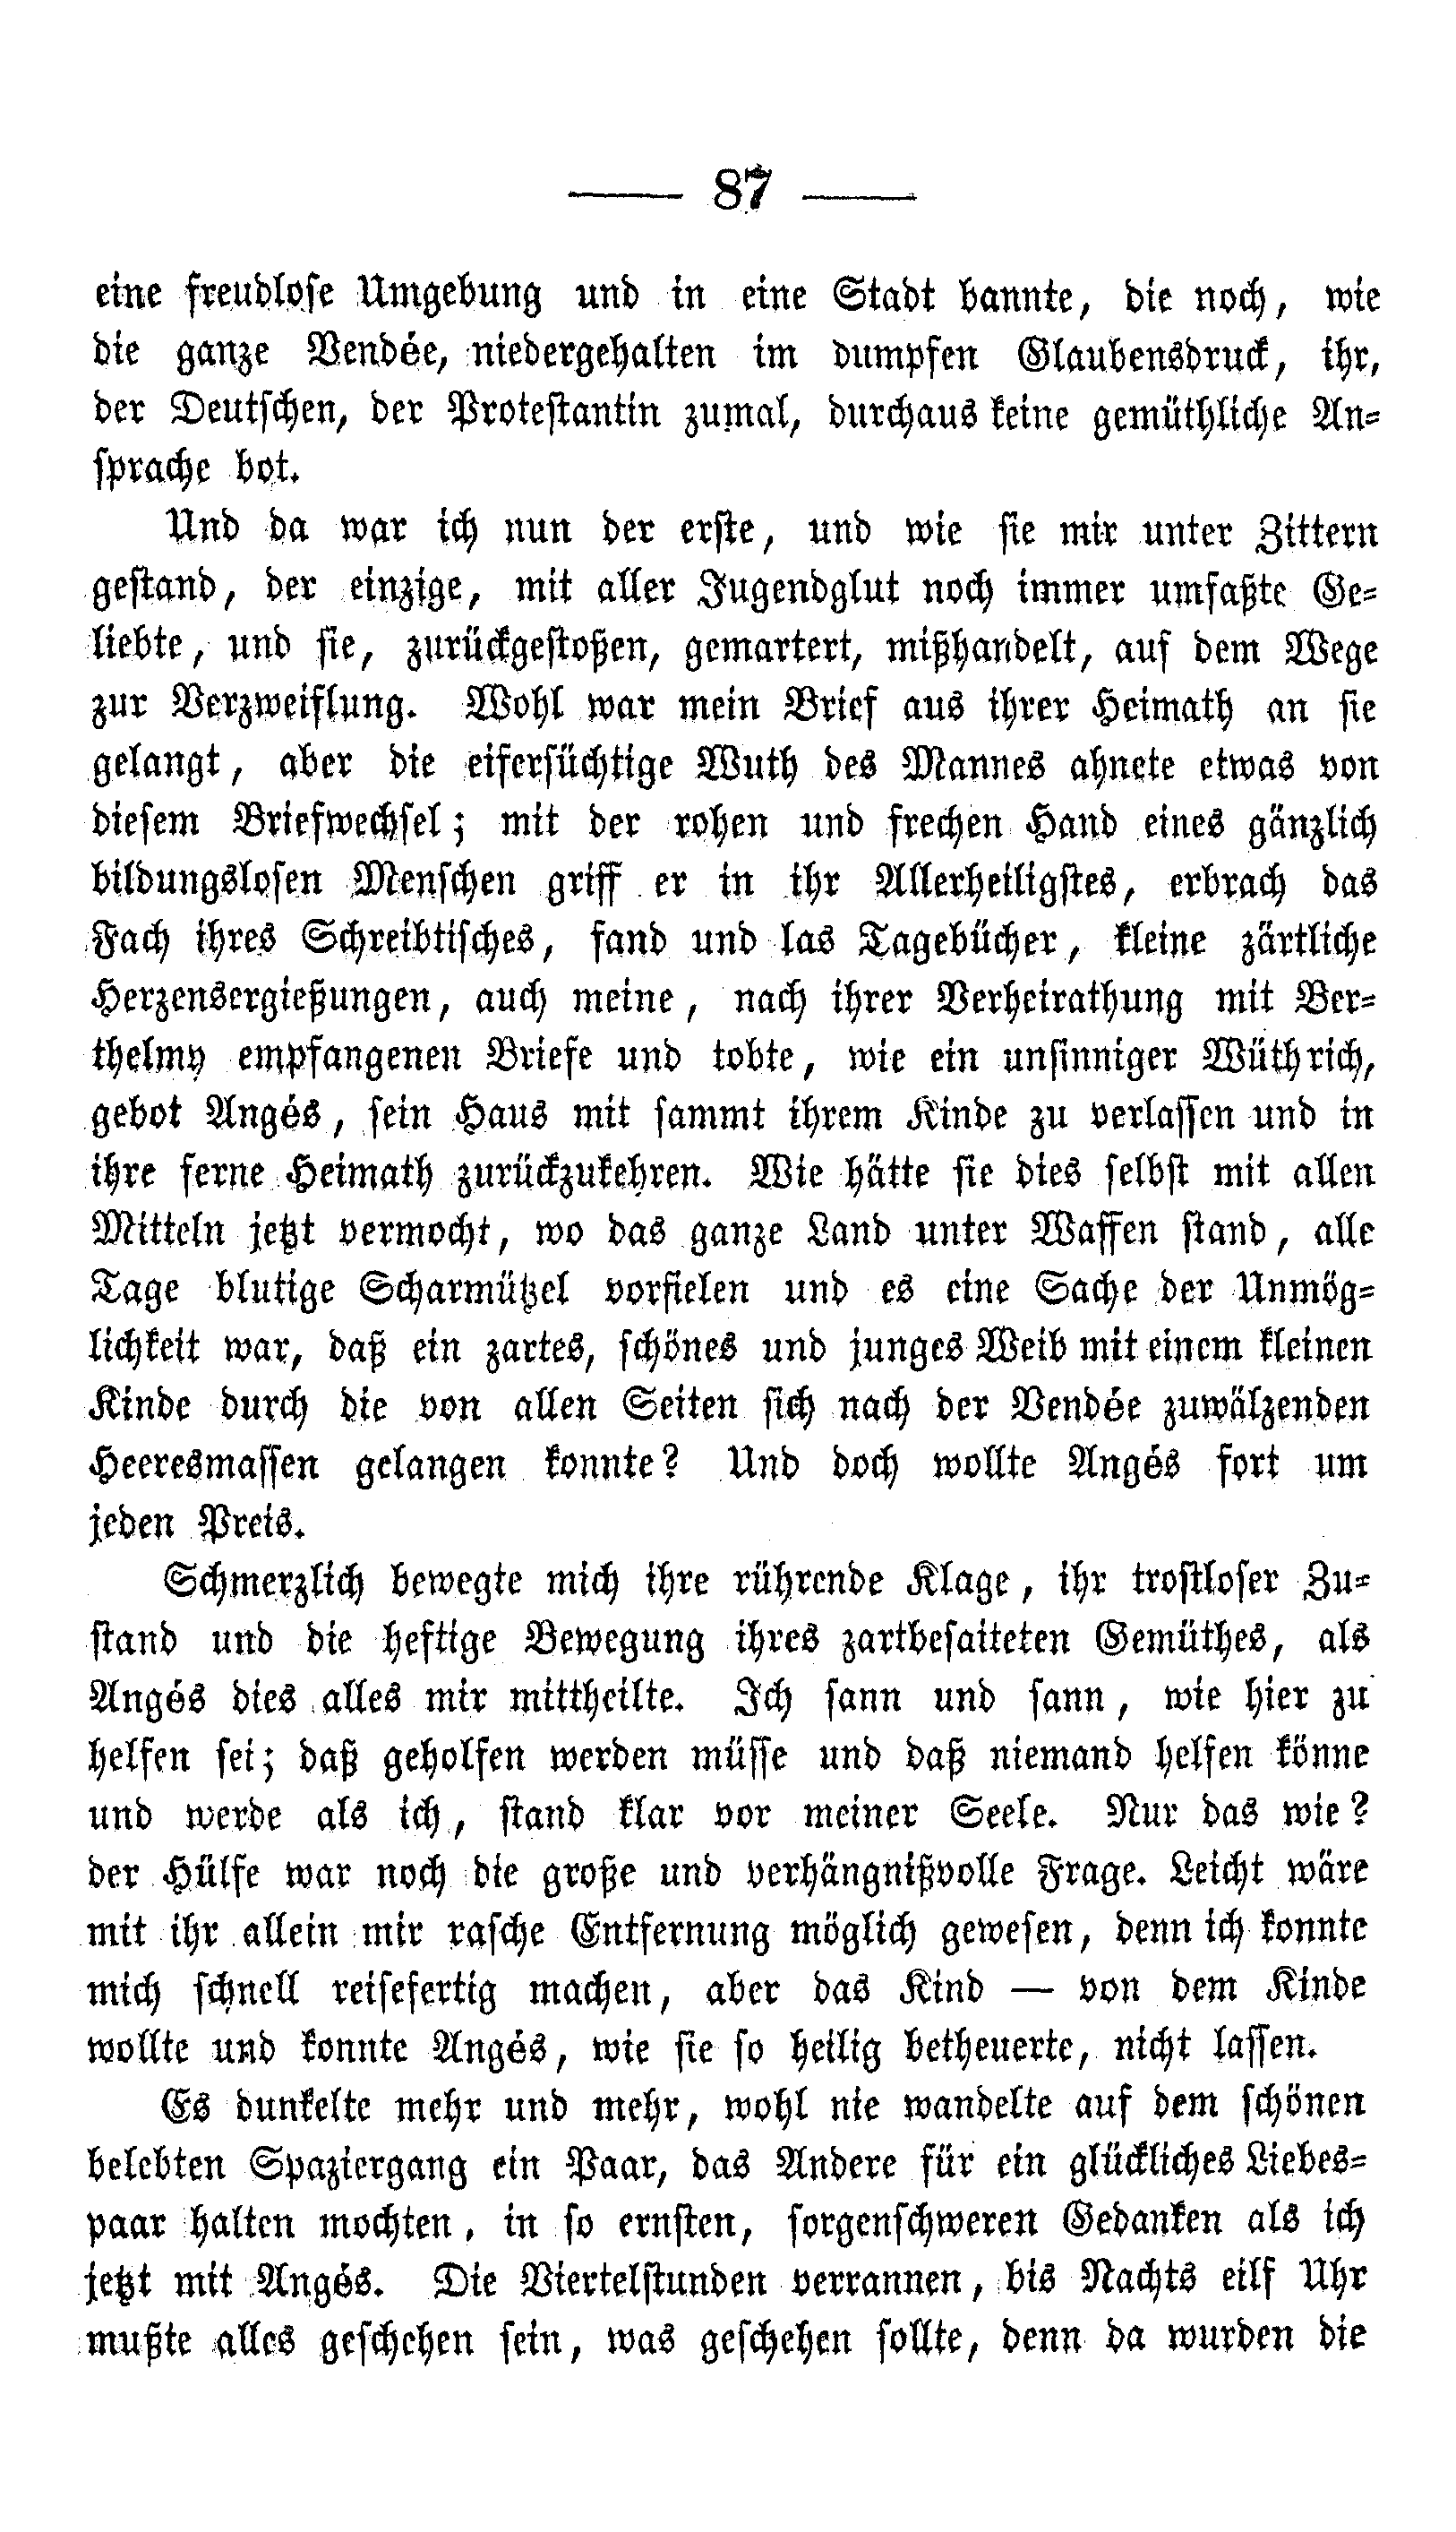 — 87 —
eine freudlose Umgebung und in eine Stadt bannte, die noch, wie
die ganze Vendée, niedergehalten im dumpfen Glaubensdruck, ihr,
der Deutschen, der Protestantin zumal, durchaus keine gemüthliche An-
sprache bot.
Und da war ich nun der erste, und wie sie mir unter Zittern
gestand, der einzige, mit aller Jugendglut noch immer umfaßte Ge-
liebte, und sie, zurückgestoßen, gemartert, mißhandelt, auf dem Wege
zur Verzweiflung. Wohl war mein Brief aus ihrer Heimath an sie
gelangt, aber die eifersüchtige Wuth des Mannes ahnete etwas von
diesem Briefwechsel; mit der rohen und frechen Hand eines gänzlich
bildungslosen Menschen griff er in ihr Allerheiligstes, erbrach das
Fach ihres Schreibtisches, fand und las Tagebücher, kleine zärtliche
Herzensergießungen, auch meine, nach ihrer Verheirathung mit Ber-
thelmy empfangenen Briefe und tobte, wie ein unsinniger Wüthrich,
gebot Angés, sein Haus mit sammt ihrem Kinde zu verlassen und in
ihre ferne Heimath zurückzukehren. Wie hätte sie dies selbst mit allen
Mitteln jetzt vermocht, wo das ganze Land unter Waffen stand, alle
Tage blutige Scharmützel vorfielen und es eine Sache der Unmög-
lichkeit war, daß ein zartes, schönes und junges Weib mit einem kleinen
Kinde durch die von allen Seiten sich nach der Vendée zuwälzenden
Heeresmassen gelangen konnte? Und doch wollte Angés fort um
jeden Preis.
Schmerzlich bewegte mich ihre rührende Klage, ihr trostloser Zu-
stand und die heftige Bewegung ihres zartbesaiteten Gemüthes, als
Angés dies alles mir mittheilte. Ich sann und sann, wie hier zu
helfen sei; daß geholfen werden müsse und daß niemand helfen könne
und werde als ich, stand klar vor meiner Seele. Nur das wie?
der Hülfe war noch die große und verhängnißvolle Frage. Leicht wäre
mit ihr allein mir rasche Entfernung möglich gewesen, denn ich konnte
mich schnell reisefertig machen, aber das Kind — von dem Kinde
wollte und konnte Angés, wie sie so heilig betheuerte, nicht lassen.
Es dunkelte mehr und mehr, wohl nie wandelte auf dem schönen
belebten Spaziergang ein Paar, das Andere für ein glückliches Liebes-
paar halten mochten, in so ernsten, sorgenschweren Gedanken als ich
jetzt mit Angés. Die Viertelstunden verrannen, bis Nachts eilf Uhr
mußte alles geschehen sein, was geschehen sollte, denn da wurden die